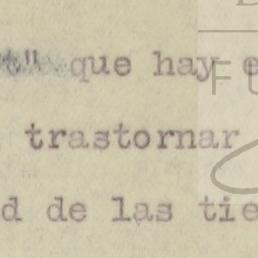 t" que hay e
trastornar
d de las tie